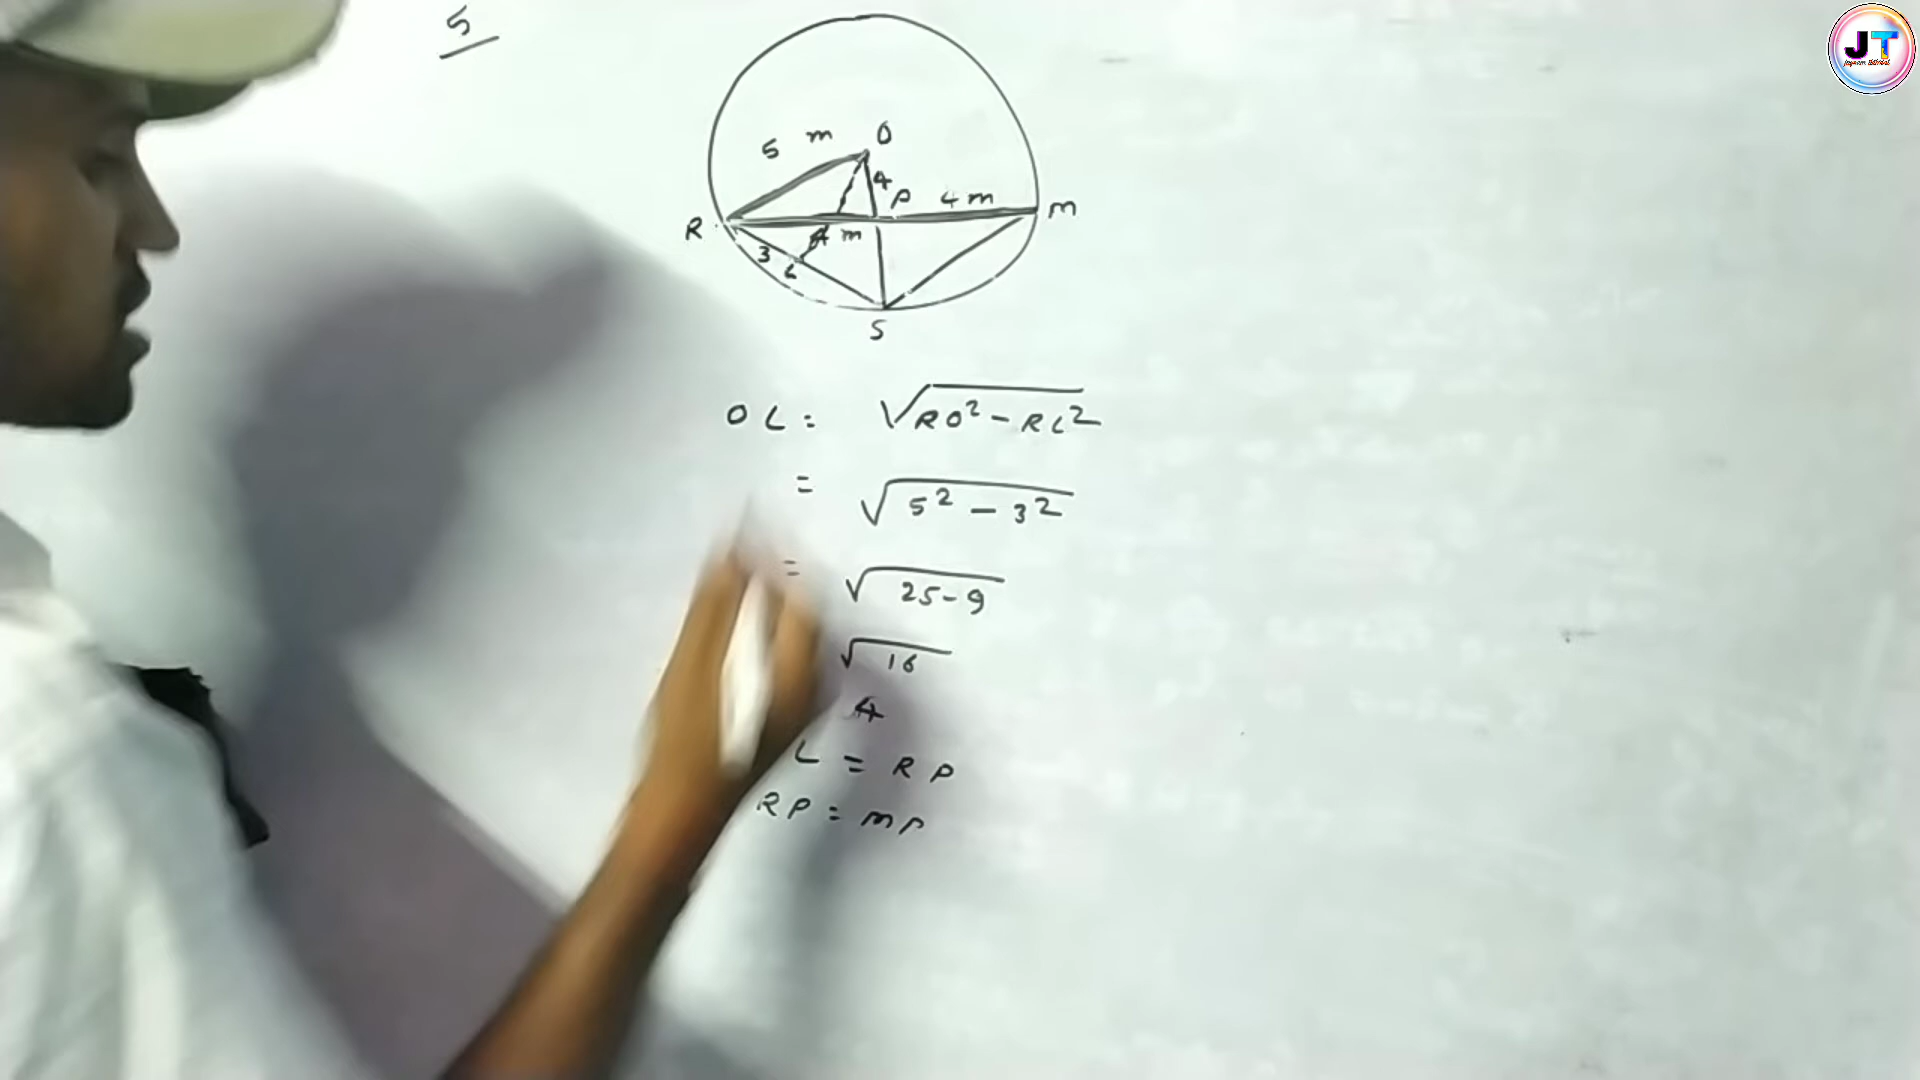 5
5 m O
4
P 4 m
R M
4 m
3
L
S
OL = √RO² - RL²
= √5² - 3²
= √25-9
√16
4
L = RP
RP = MP
JT